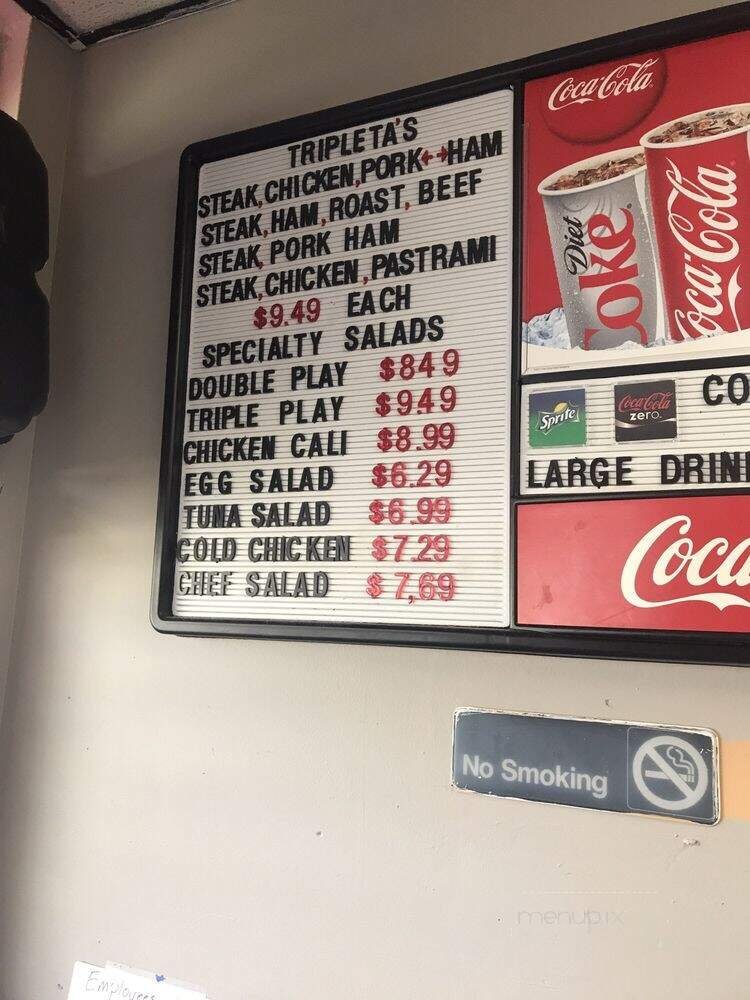 TRIPLETA'S
STEAK,CHICKEN,PORK↔HAM
STEAK,HAM,ROAST,BEEF
STEAK, PORK HAM
STEAK,CHICKEN,PASTRAMI
$9.49 EACH
SPECIALTY SALADS
DOUBLE PLAY $849
TRIPLE PLAY $949
CHICKEN CALI $8.99
EGG SALAD $6.29
TUNA SALAD $6.99
COLD CHICKEN $7.29
CHEF SALAD $7,69
Coca-Cola
Diet Coke
Coca-Cola
Sprite
Coca-Cola zero
CO
LARGE DRIN
Coca
No Smoking
menupix
Employees